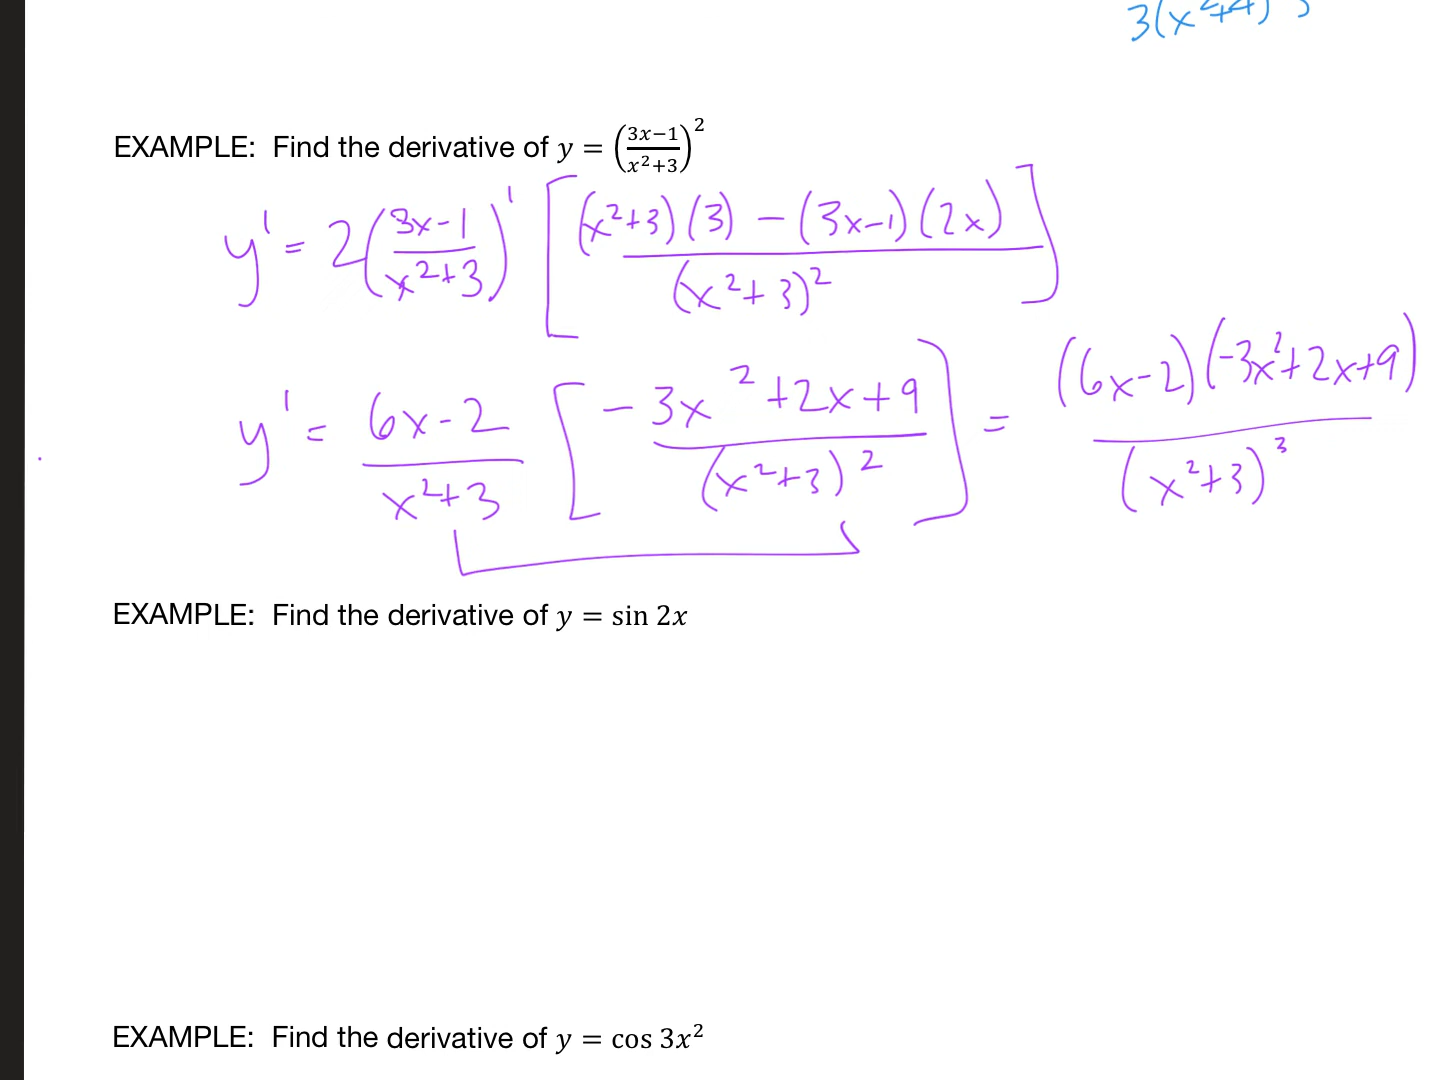 3(x²+4)
EXAMPLE: Find the derivative of y = ((3x−1)/(x²+3))²
y' = 2((3x-1)/(x²+3))¹ [((x²+3)(3) − (3x-1)(2x))/(x²+3)²]
y' = (6x-2)/(x²+3) [(-3x²+2x+9)/(x²+3)²] = ((6x-2)(-3x²+2x+9))/(x²+3)³
EXAMPLE: Find the derivative of y = sin 2x
EXAMPLE: Find the derivative of y = cos 3x²